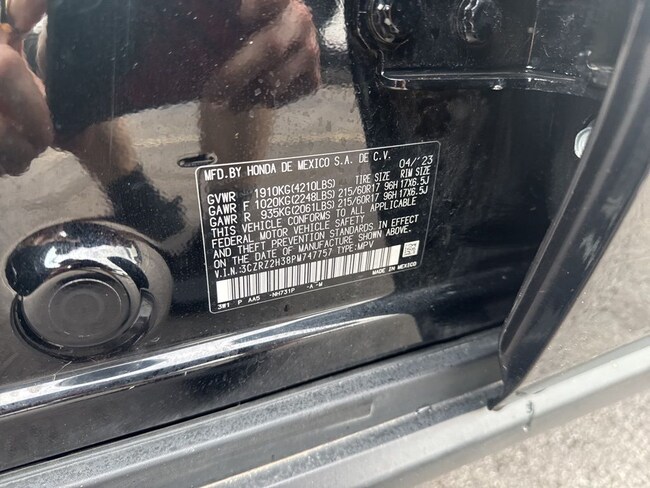 MFD.BY HONDA DE MEXICO S.A. DE C.V. 04/'23
GVWR 1910KG(4210LBS) TIRE SIZE RIM SIZE
GAWR F 1020KG(2248LBS) 215/60R17 96H 17X6.5J
GAWR R 935KG(2061LBS) 215/60R17 96H 17X6.5J
THIS VEHICLE CONFORMS TO ALL APPLICABLE
FEDERAL MOTOR VEHICLE SAFETY
AND THEFT PREVENTION STANDARDS IN EFFECT
ON THE DATE OF MANUFACTURE SHOWN ABOVE.
V.I.N.:3CZRZ2H38PM747757 TYPE:MPV
3W1 P AA5 -NH731P -A-M MADE IN MEXICO